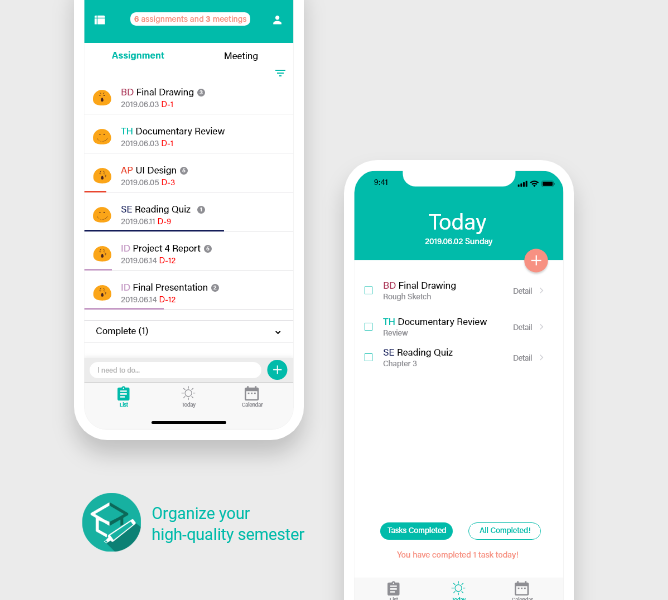 6 assignments and 3 meetings
Assignment
Meeting
BD Final Drawing 3
2019.06.03 D-1
TH Documentary Review
2019.06.03 D-1
AP UI Design
2019.06.05 D-3
SE Reading Quiz 1
2019.06.11 D-9
ID Project 4 Report
2019.06.14 D-12
ID Final Presentation 2
2019.06.14 D-12
Complete (1)
I need to do...
List
Today
Calendar
Organize your
high-quality semester
9:41
Today
2019.06.02 Sunday
BD Final Drawing
Rough Sketch
Detail
TH Documentary Review
Review
Detail
SE Reading Quiz
Chapter 3
Detail
Tasks Completed
All Completed!
You have completed 1 task today!
List
Today
Calendar